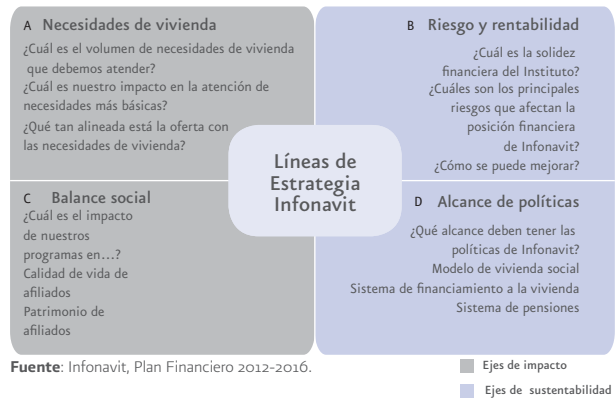 A Necesidades de vivienda
¿Cuál es el volumen de necesidades de vivienda
que debemos atender?
¿Cuál es nuestro impacto en la atención de
necesidades más básicas?
¿Qué tan alineada está la oferta con
las necesidades de vivienda?
B Riesgo y rentabilidad
¿Cuál es la solidez
financiera del Instituto?
¿Cuáles son los principales
riesgos que afectan la
posición financiera
de Infonavit?
¿Cómo se puede mejorar?
Líneas de
Estrategia
Infonavit
C Balance social
¿Cuál es el impacto
de nuestros
programas en...?
Calidad de vida de
afiliados
Patrimonio de
afiliados
D Alcance de políticas
¿Qué alcance deben tener las
políticas de Infonavit?
Modelo de vivienda social
Sistema de financiamiento a la vivienda
Sistema de pensiones
Fuente: Infonavit, Plan Financiero 2012-2016.
Ejes de impacto
Ejes de sustentabilidad